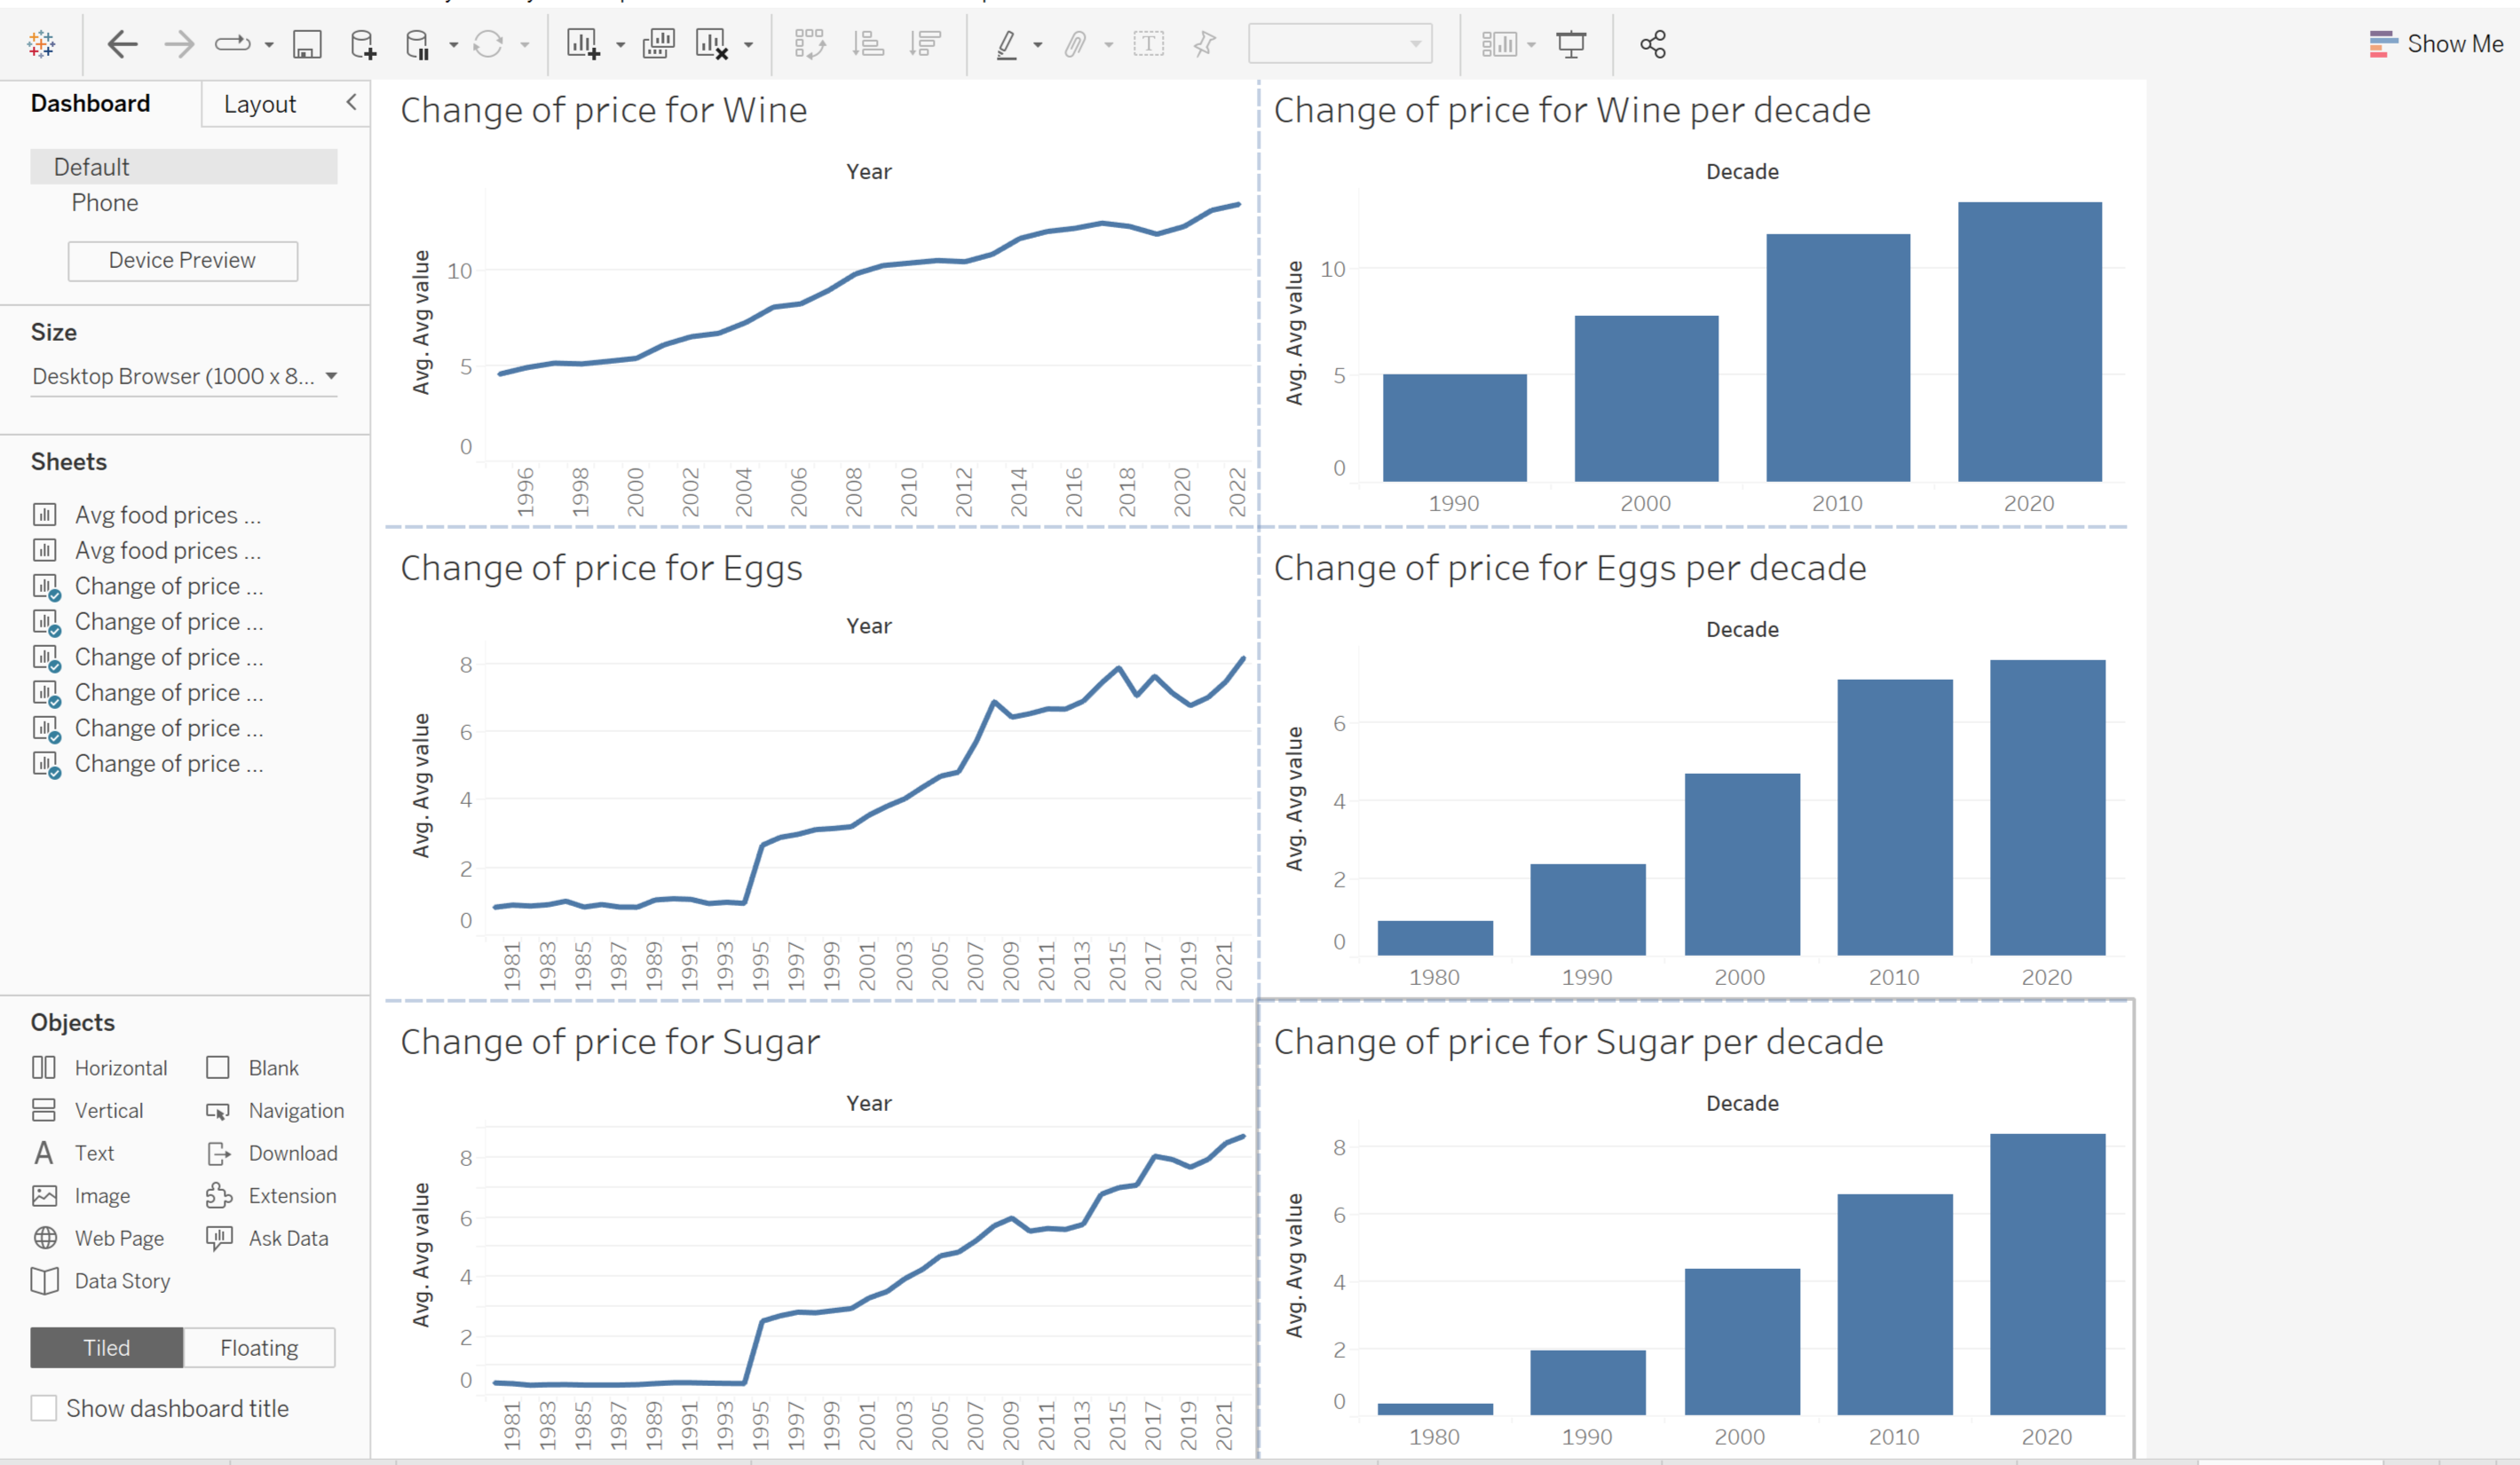 Show Me
Dashboard
Layout
Default
Phone
Device Preview
Size
Desktop Browser (1000 x 8...
Sheets
Avg food prices ...
Avg food prices ...
Change of price ...
Change of price ...
Change of price ...
Change of price ...
Change of price ...
Change of price ...
Objects
Horizontal
Blank
Vertical
Navigation
Text
Download
Image
Extension
Web Page
Ask Data
Data Story
Tiled
Floating
Show dashboard title
Change of price for Wine
Year
Avg. Avg value
10
5
0
1996 1998 2000 2002 2004 2006 2008 2010 2012 2014 2016 2018 2020 2022
Change of price for Wine per decade
Decade
Avg. Avg value
10
5
0
1990 2000 2010 2020
Change of price for Eggs
Year
Avg. Avg value
8
6
4
2
0
1981 1983 1985 1987 1989 1991 1993 1995 1997 1999 2001 2003 2005 2007 2009 2011 2013 2015 2017 2019 2021
Change of price for Eggs per decade
Decade
Avg. Avg value
6
4
2
0
1980 1990 2000 2010 2020
Change of price for Sugar
Year
Avg. Avg value
8
6
4
2
0
1981 1983 1985 1987 1989 1991 1993 1995 1997 1999 2001 2003 2005 2007 2009 2011 2013 2015 2017 2019 2021
Change of price for Sugar per decade
Decade
Avg. Avg value
8
6
4
2
0
1980 1990 2000 2010 2020